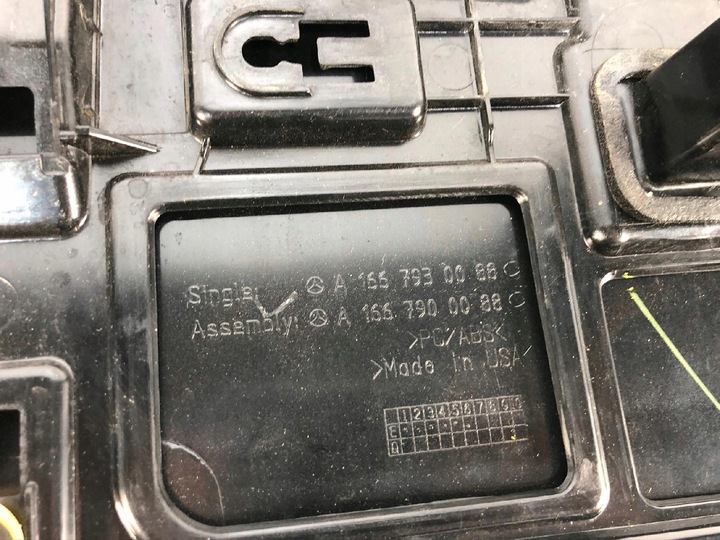 Single: A 166 793 00 88
Assembly: A 166 790 00 88
>PC/ABS<
>Made In USA
1 2 3 4 5 6 7 8 9
E
A